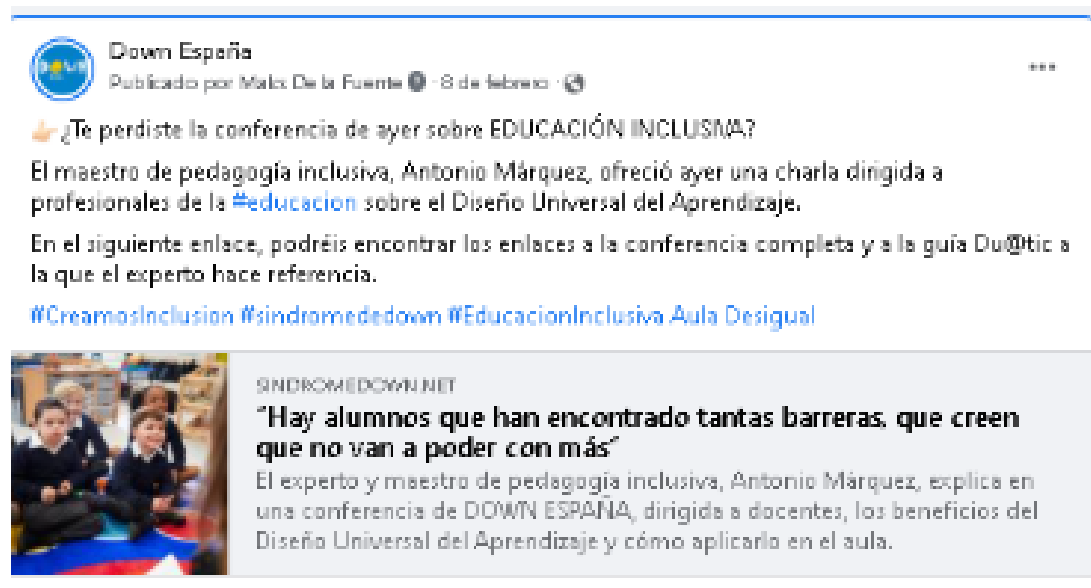 Down España
Publicado por Malos De la Fuente · 8 de febrero ·
¿Te perdiste la conferencia de ayer sobre EDUCACIÓN INCLUSIVA?
El maestro de pedagogía inclusiva, Antonio Márquez, ofreció ayer una charla dirigida a
profesionales de la #educacion sobre el Diseño Universal del Aprendizaje.
En el siguiente enlace, podréis encontrar los enlaces a la conferencia completa y a la guía Du@tic a
la que el experto hace referencia.
#CreamosInclusion #sindromededown #EducacionInclusiva Aula Desigual
SINDROMEDOWN.NET
"Hay alumnos que han encontrado tantas barreras, que creen
que no van a poder con más"
El experto y maestro de pedagogía inclusiva, Antonio Márquez, explica en
una conferencia de DOWN ESPAÑA, dirigida a docentes, los beneficios del
Diseño Universal del Aprendizaje y cómo aplicarlo en el aula.